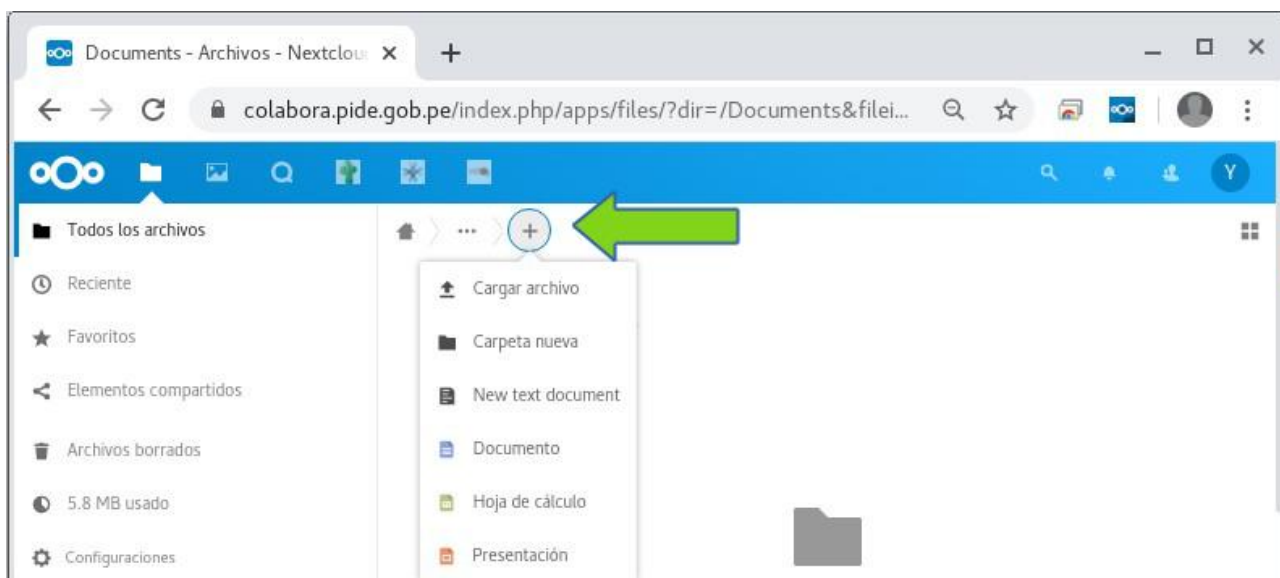 Documents - Archivos - Nextclou
colabora.pide.gob.pe/index.php/apps/files/?dir=/Documents&filei...
Y
Todos los archivos
Reciente
Favoritos
Elementos compartidos
Archivos borrados
5.8 MB usado
Configuraciones
Cargar archivo
Carpeta nueva
New text document
Documento
Hoja de cálculo
Presentación